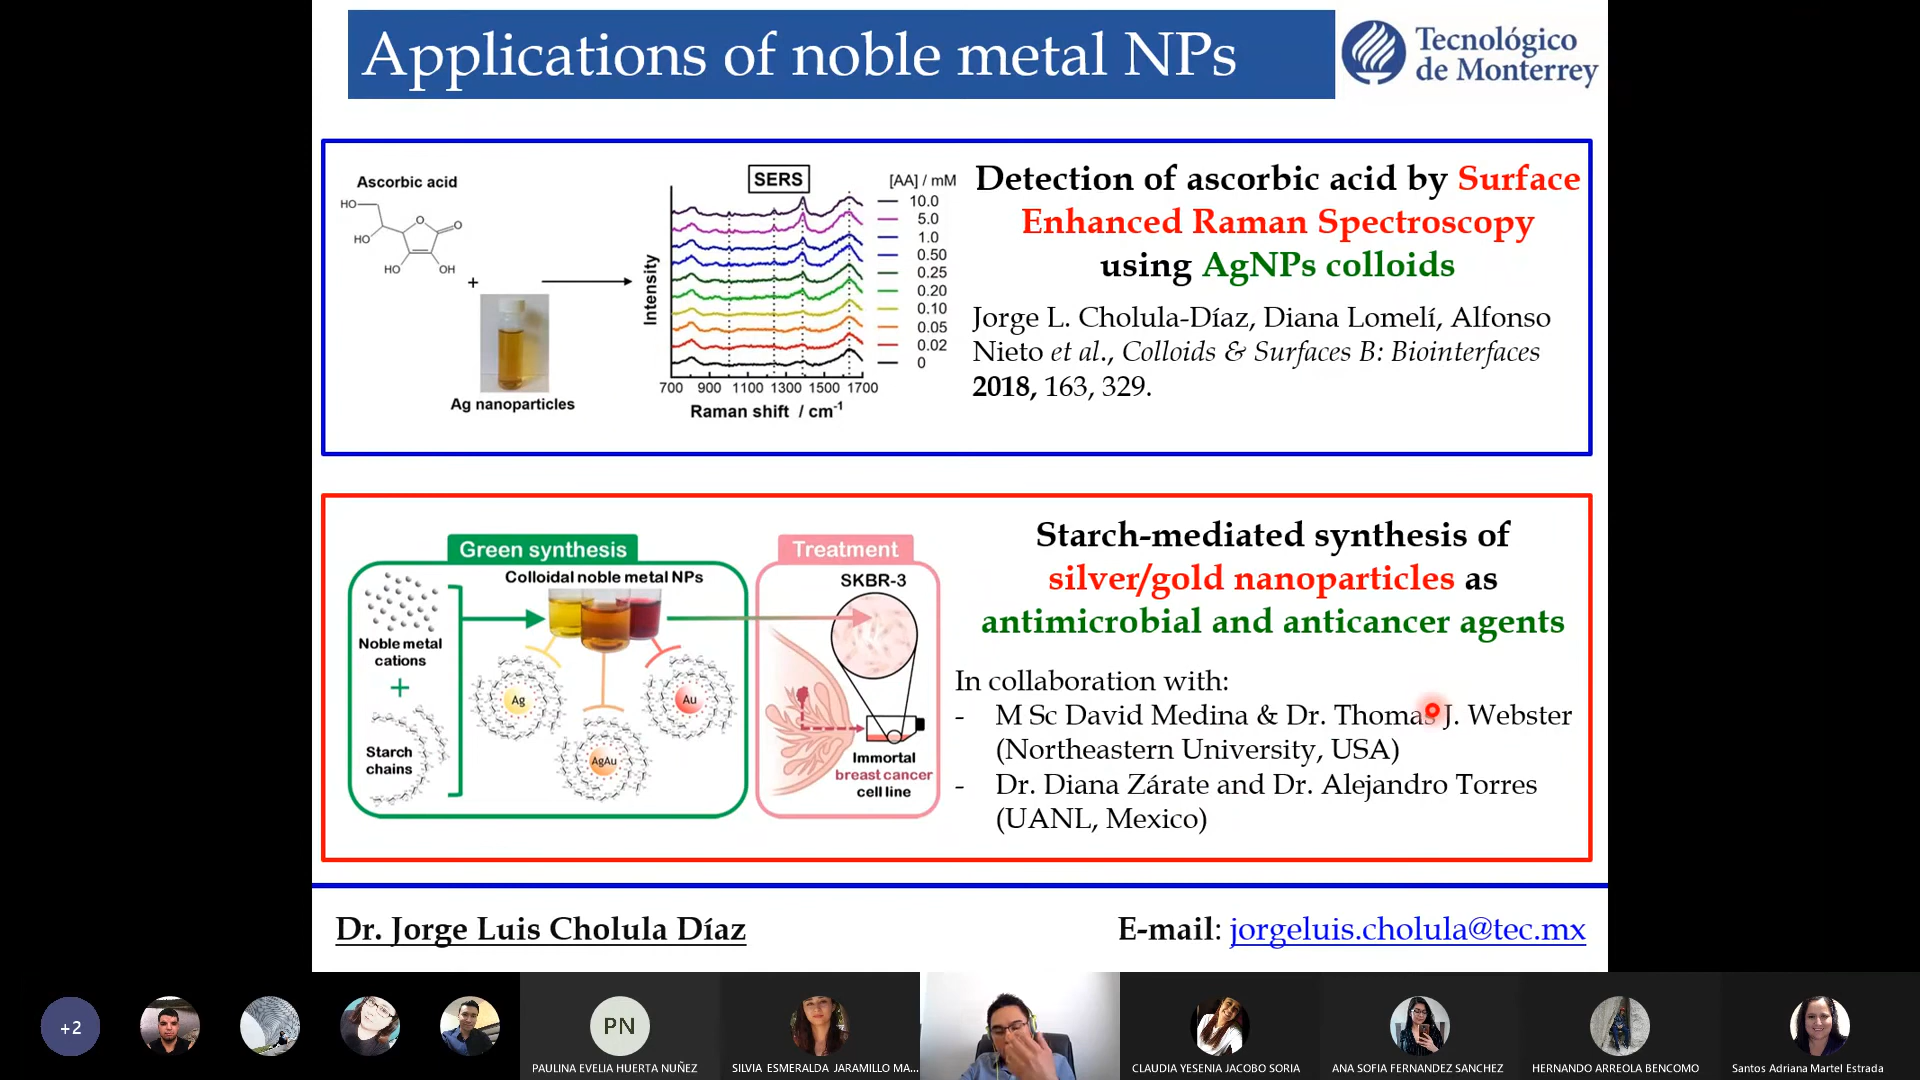 Applications of noble metal NPs
Tecnológico
de Monterrey
Ascorbic acid
HO
HO
O
O
HO
OH
+
Ag nanoparticles
SERS
Intensity
700 900 1100 1300 1500 1700
Raman shift / cm-1
[AA] / mM
10.0
5.0
1.0
0.50
0.25
0.20
0.10
0.05
0.02
0
Detection of ascorbic acid by Surface
Enhanced Raman Spectroscopy
using AgNPs colloids
Jorge L. Cholula-Díaz, Diana Lomelí, Alfonso
Nieto et al., Colloids & Surfaces B: Biointerfaces
2018, 163, 329.
Green synthesis
Colloidal noble metal NPs
Noble metal
cations
+
Starch
chains
Ag
AgAu
Au
Treatment
SKBR-3
Immortal
breast cancer
cell line
Starch-mediated synthesis of
silver/gold nanoparticles as
antimicrobial and anticancer agents
In collaboration with:
- M Sc David Medina & Dr. Thomas J. Webster
(Northeastern University, USA)
- Dr. Diana Zárate and Dr. Alejandro Torres
(UANL, Mexico)
Dr. Jorge Luis Cholula Díaz
E-mail: jorgeluis.cholula@tec.mx
+2
PN
PAULINA EVELIA HUERTA NUÑEZ
SILVIA ESMERALDA JARAMILLO MA...
CLAUDIA YESENIA JACOBO SORIA
ANA SOFIA FERNANDEZ SANCHEZ
HERNANDO ARREOLA BENCOMO
Santos Adriana Martel Estrada